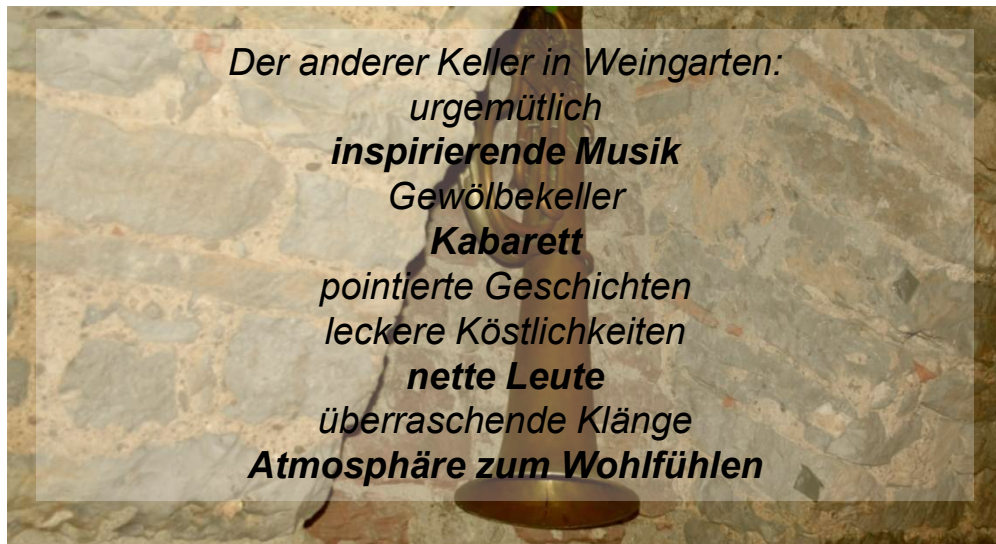 Der anderer Keller in Weingarten:
urgemütlich
inspirierende Musik
Gewölbekeller
Kabarett
pointierte Geschichten
leckere Köstlichkeiten
nette Leute
überraschende Klänge
Atmosphäre zum Wohlfühlen